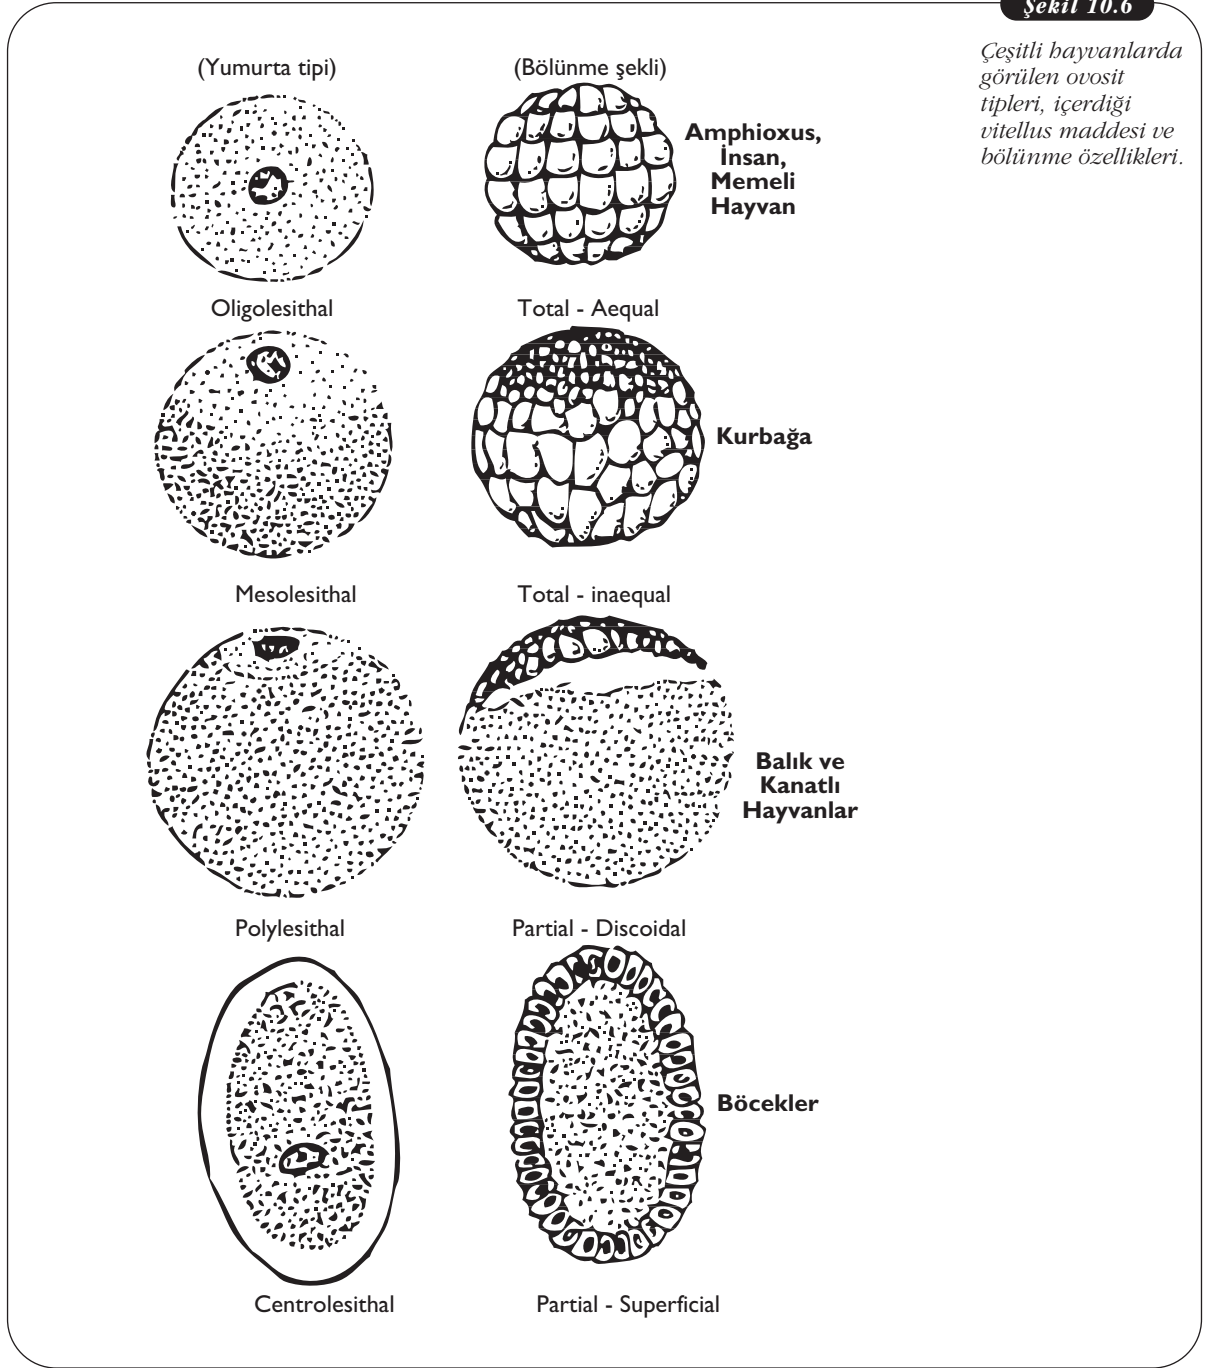 Şekil 10.6
Çeşitli hayvanlarda
görülen ovosit
tipleri, içerdiği
vitellus maddesi ve
bölünme özellikleri.
(Yumurta tipi)
(Bölünme şekli)
Amphioxus,
İnsan,
Memeli
Hayvan
Oligolesithal
Total - Aequal
Kurbağa
Mesolesithal
Total - inaequal
Balık ve
Kanatlı
Hayvanlar
Polylesithal
Partial - Discoidal
Böcekler
Centrolesithal
Partial - Superficial